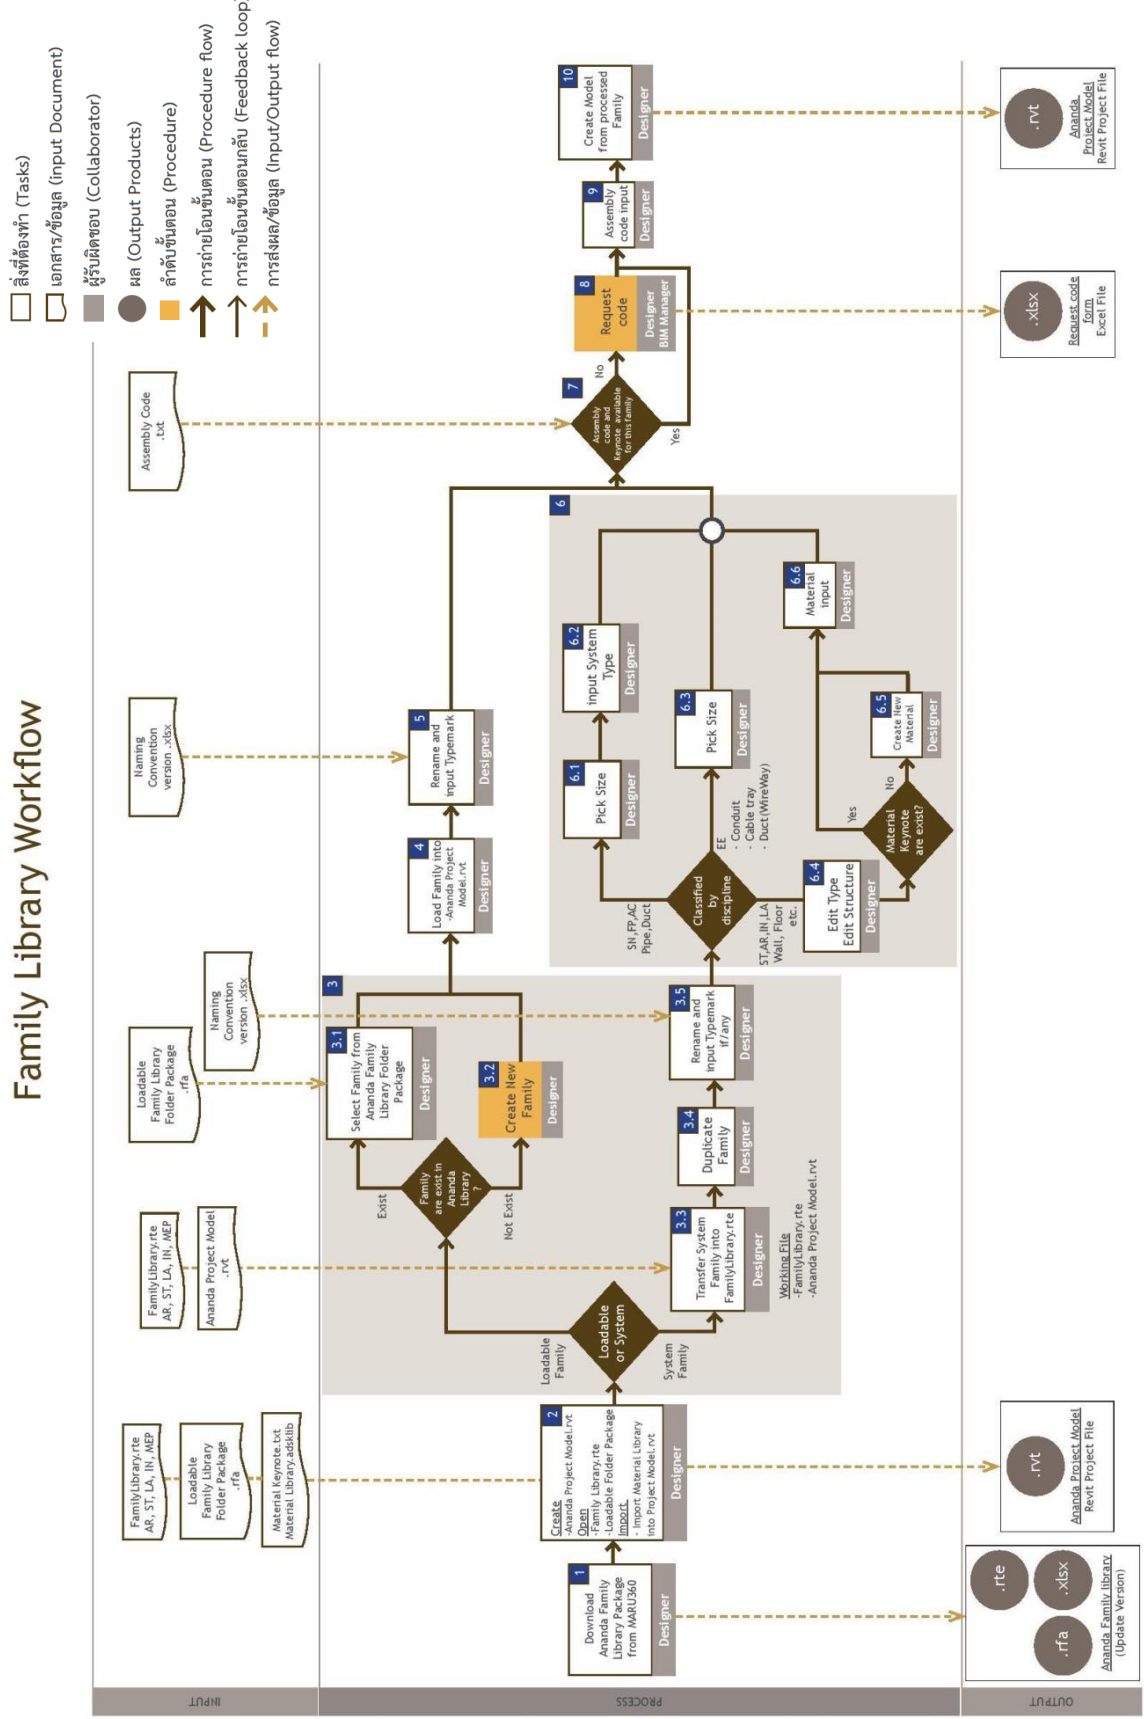 Family Library Workflow
สิ่งที่ต้องทำ (Tasks)
เอกสาร/ข้อมูล (input Document)
ผู้รับผิดชอบ (Collaborator)
ผล (Output Products)
ลำดับขั้นตอน (Procedure)
การถ่ายโอนขั้นตอน (Procedure flow)
การถ่ายโอนขั้นตอนกลับ (Feedback loop)
การส่งผล/ข้อมูล (Input/Output flow)
INPUT
FamilyLibrary.rte
AR, ST, LA, IN, MEP
Loadable
Family Library
Folder Package
.rfa
Material Keynote.txt
Material Library.adsklib
FamilyLibrary.rte
AR, ST, LA, IN, MEP
Ananda Project Model
.rvt
Loadable
Family Library
Folder Package
.rfa
Naming
Convention
version .xlsx
Naming
Convention
version .xlsx
Assembly Code
.txt
PROCESS
1
Download
Ananda Family
Library Package
from MARU360
Designer
2
Create
-Ananda Project Model.rvt
Open
-Family Library.rte
-Loadable Folder Package
Import
- Import Material Library
into Project Model.rvt
Designer
Loadable
or System
Loadable
Family
System
Family
3
Family
are exist in
Ananda
Library
?
Exist
Not Exist
3.1
Select Family from
Ananda Family
Library Folder
Package
Designer
3.2
Create New
Family
Designer
3.3
Transfer System
Family into
FamilyLibrary.rte
Designer
Working File
-FamilyLibrary.rte
-Ananda Project Model.rvt
3.4
Duplicate
Family
Designer
3.5
Rename and
input Typemark
if/any
Designer
4
Load Family into
-Ananda Project
Model.rvt
Designer
5
Rename and
input Typemark
Designer
6
Classified
by
discipline
SN,FP,AC
Pipe,Duct
EE
- Conduit
- Cable tray
- Duct(WireWay)
ST,AR,IN,LA
Wall, Floor
etc.
6.1
Pick Size
Designer
6.2
input System
Type
Designer
6.3
Pick Size
Designer
6.4
Edit Type
Edit Structure
Designer
Material
Keynote
are exist?
Yes
No
6.5
Create New
Material
Designer
6.6
Material
input
Designer
7
Assembly
code and
Keynote available
for this family
No
Yes
8
Request
code
Designer
BIM Manager
9
Assembly
code input
Designer
10
Create Model
from processed
Family
Designer
OUTPUT
.rte
.rfa
.xlsx
Ananda Family library
(Update Version)
.rvt
Ananda Project Model
Revit Project File
.xlsx
Request code
form
Excel File
.rvt
Ananda
Project Model
Revit Project File